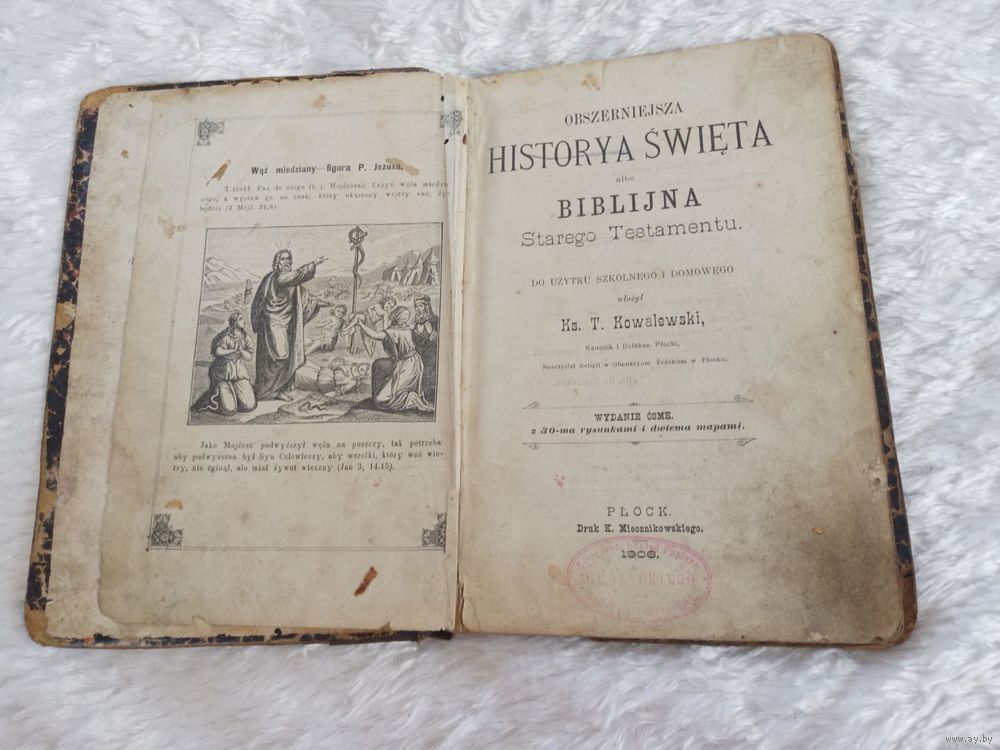 Wąż miedziany—figura P. Jezusa.
I rzekł Pan do niego (t. j. Mojżesza): Uczyń węża miedzia
nego, a wystaw go na znak; który ukąszony wejrzy nań, żyw
będzie (4 Mojż. 21,8)
Jako Mojżesz podwyższył węża na puszczy, tak potrzeba
aby podwyższon był Syn Człowieczy, aby wszelki, który weń wie-
rzy, nie zginął, ale miał żywot wieczny (Jan 3, 14.15).
OBSZERNIEJSZA
HISTORYA ŚWIĘTA
albo
BIBLIJNA
Starego Testamentu.
DO UŻYTKU SZKOLNEGO i DOMOWEGO
ułożył
Ks. T. Kowalewski,
Kanonik i Dziekan Płocki,
Nauczyciel Religii w Gimnazyum Żeńskiem w Płocku.
WYDANIE ÓSME.
z 30-ma rysunkami i dwiema mapami.
PŁOCK.
Druk K. Miecznikowskiego.
1906.
www.ay.by